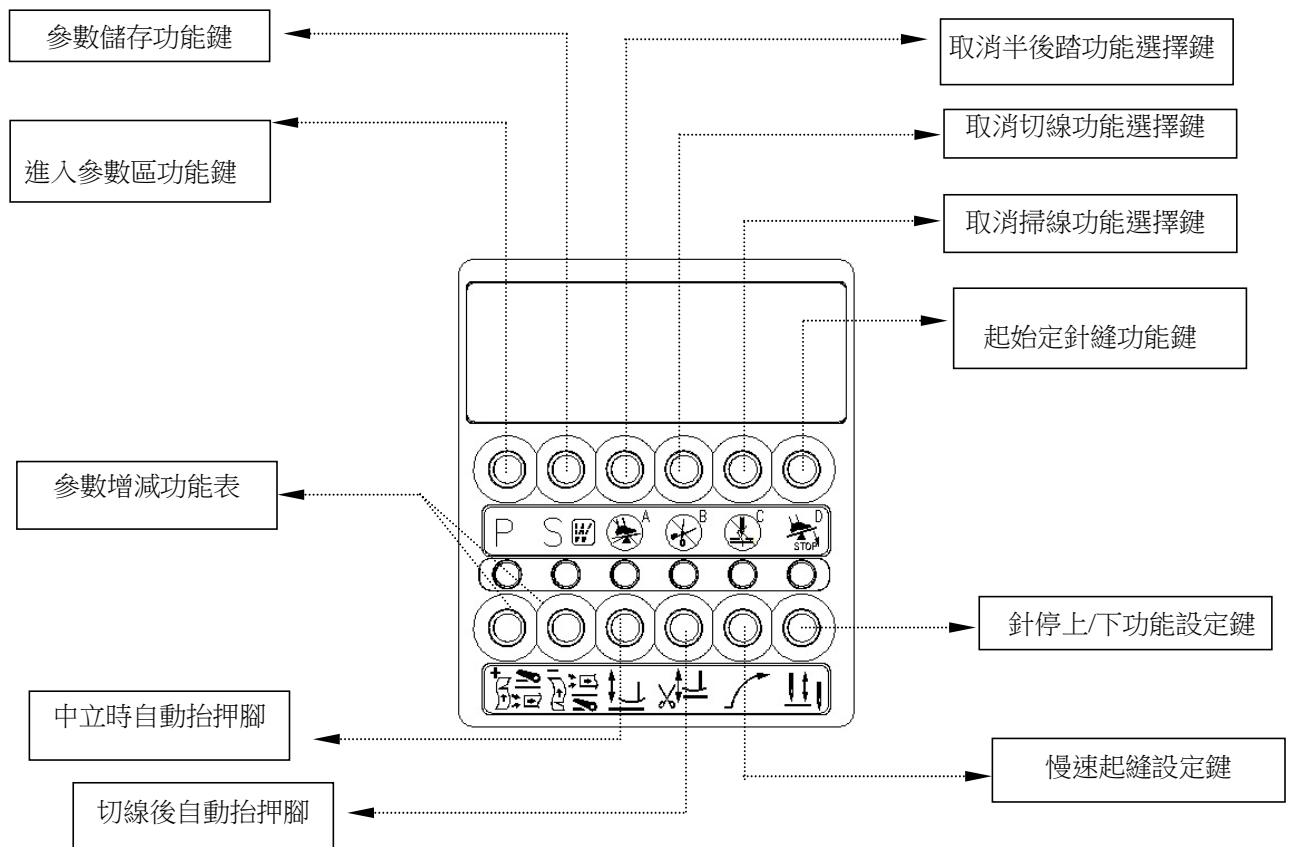 參數儲存功能鍵
取消半後踏功能選擇鍵
進入參數區功能鍵
取消切線功能選擇鍵
取消掃線功能選擇鍵
起始定針縫功能鍵
參數增減功能表
P S A B C D
STOP
+ −
針停上/下功能設定鍵
中立時自動抬押腳
慢速起縫設定鍵
切線後自動抬押腳